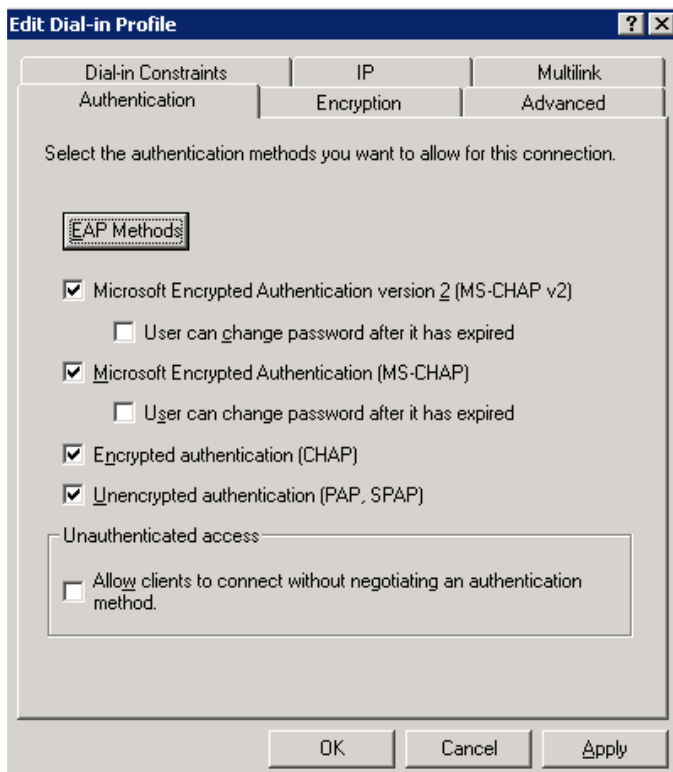 Edit Dial-in Profile
Dial-in Constraints IP Multilink
Authentication Encryption Advanced
Select the authentication methods you want to allow for this connection.
EAP Methods
Microsoft Encrypted Authentication version 2 (MS-CHAP v2)
User can change password after it has expired
Microsoft Encrypted Authentication (MS-CHAP)
User can change password after it has expired
Encrypted authentication (CHAP)
Unencrypted authentication (PAP, SPAP)
Unauthenticated access
Allow clients to connect without negotiating an authentication
method.
OK Cancel Apply